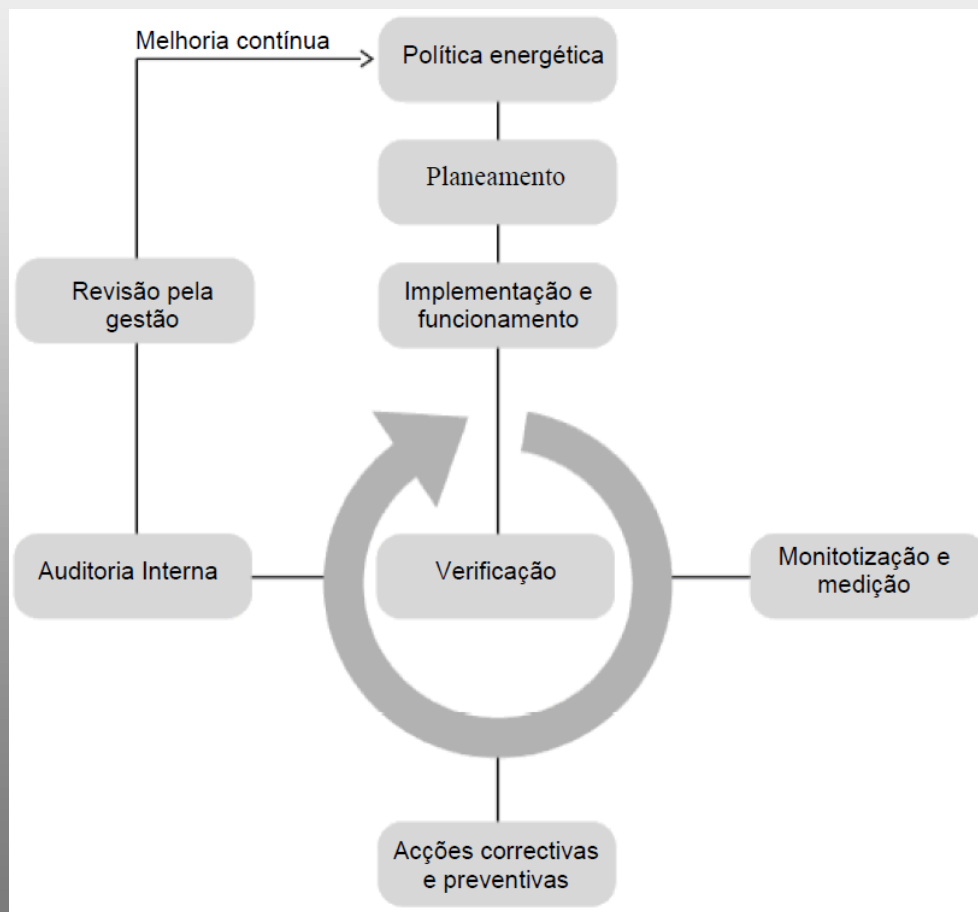 Melhoria contínua
Política energética
Planeamento
Revisão pela
gestão
Implementação e
funcionamento
Auditoria Interna
Verificação
Monitotização e
medição
Acções correctivas
e preventivas